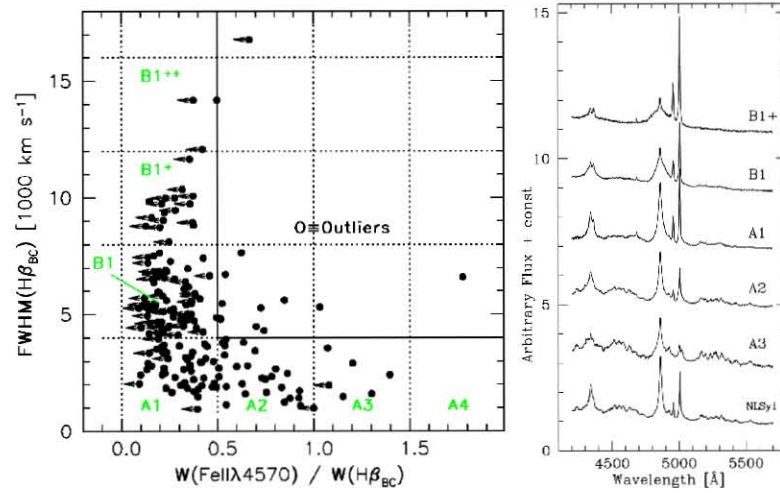 FWHM(Hβ_BC) [1000 km s⁻¹]
15
10
5
0
B1⁺⁺
B1⁺
B1
O≡Outliers
A1
A2
A3
A4
0.0
0.5
1.0
1.5
W(FeIIλ4570) / W(Hβ_BC)
Arbitrary Flux + const
15
10
5
0
B1+
B1
A1
A2
A3
NLSy1
4500
5000
5500
Wavelength [Å]